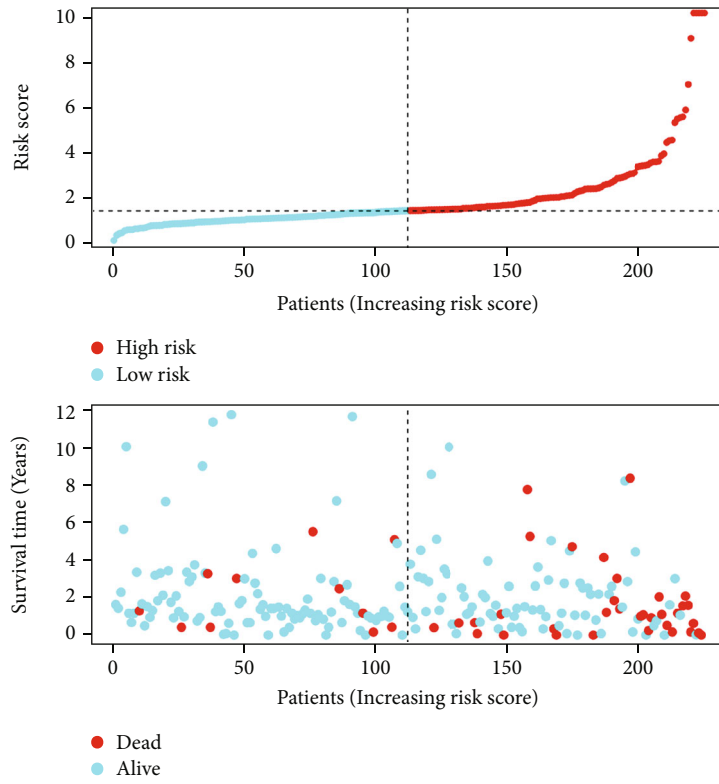 10
8
6
4
2
0
Risk score
0 50 100 150 200
Patients (Increasing risk score)
High risk
Low risk
12
10
8
6
4
2
0
Survival time (Years)
0 50 100 150 200
Patients (Increasing risk score)
Dead
Alive